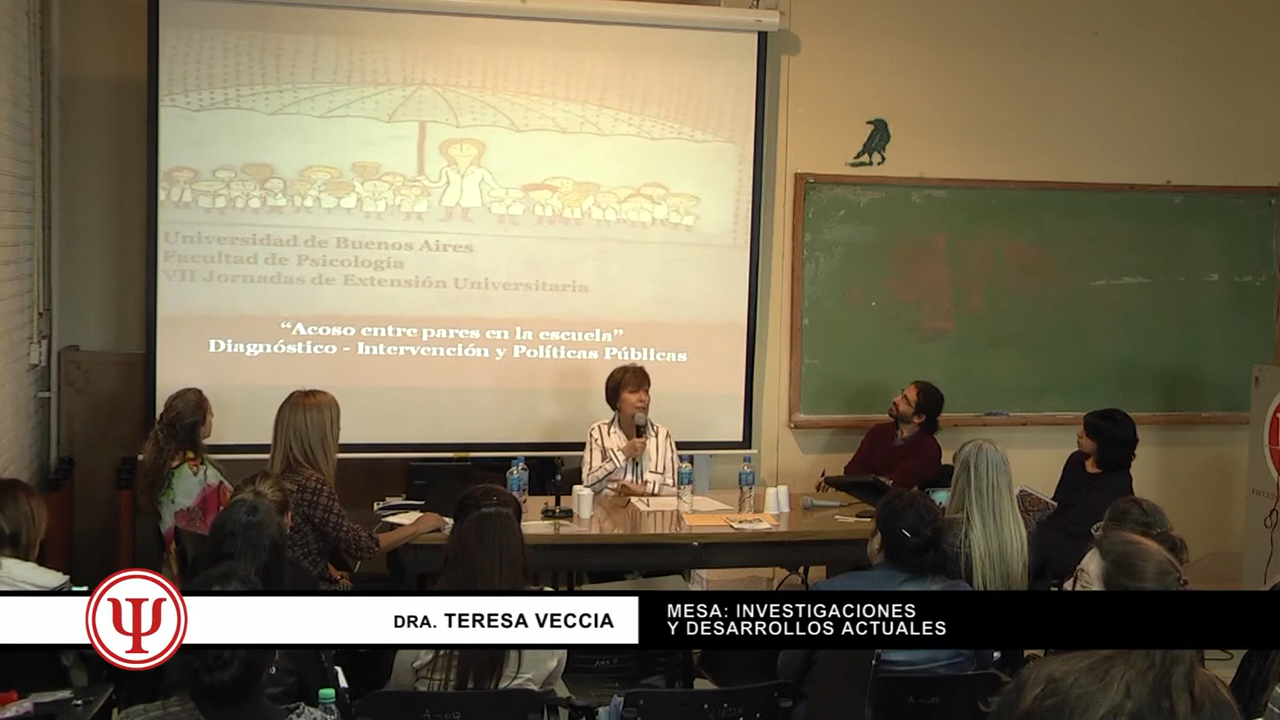 Universidad de Buenos Aires
Facultad de Psicología
VII Jornadas de Extensión Universitaria
“Acoso entre pares en la escuela”
Diagnóstico - Intervención y Políticas Públicas
DRA. TERESA VECCIA
MESA: INVESTIGACIONES
Y DESARROLLOS ACTUALES
Ψ